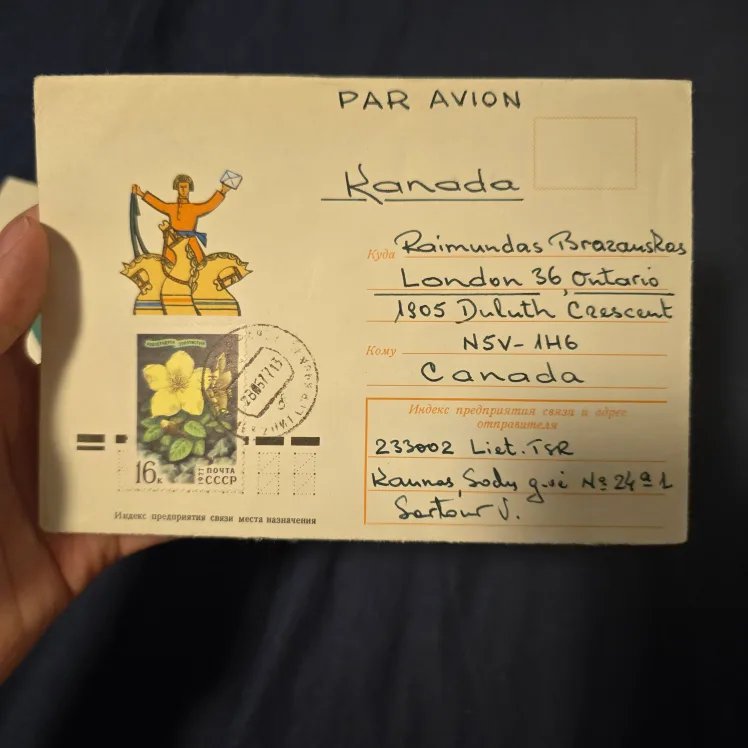 PAR AVION
Kanada
Куда Raimundas Brazauskas
London 36, Ontario
1905 Duluth Crescent
Кому N5V-1H6
Canada
Индекс предприятия связи и адрес
отправителя
233002 Liet. TSR
Kaunas, Sodų g-vė № 24ª 1
V.
16к ПОЧТА
СССР
1977
Индекс предприятия связи места назначения